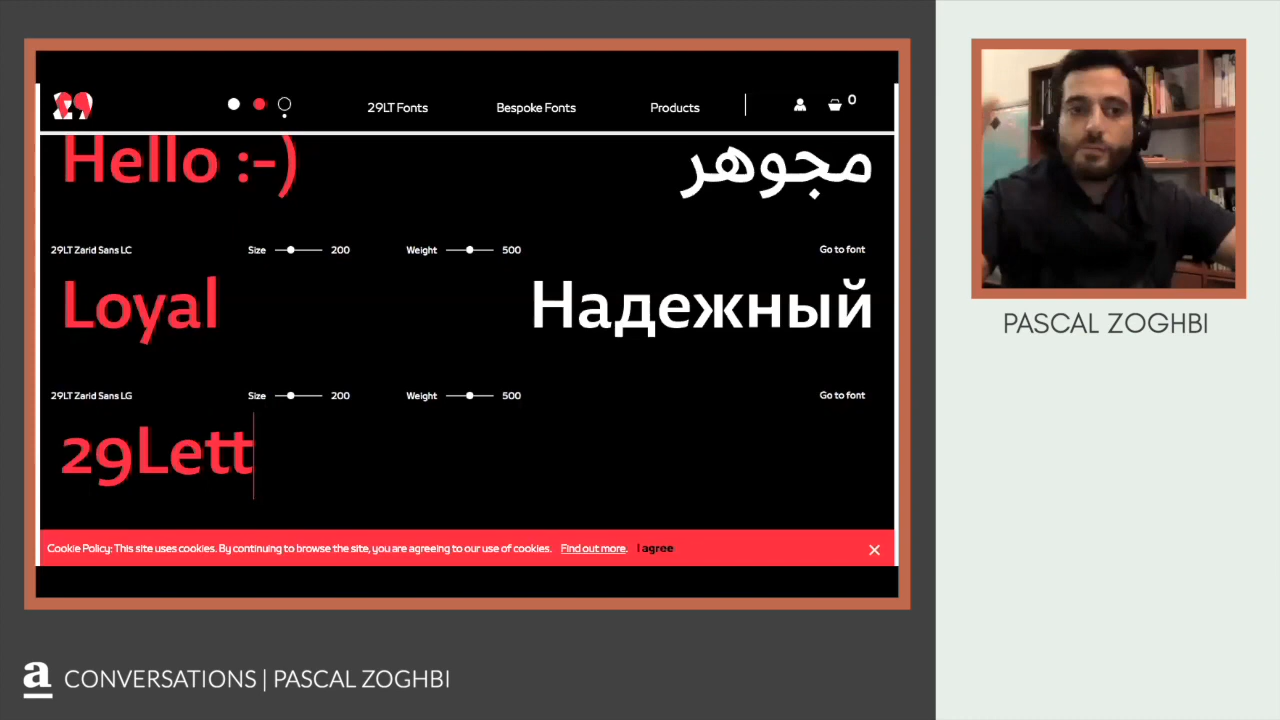 29
29LT Fonts
Bespoke Fonts
Products
0
Hello :-)
مجوهر
29LT Zarid Sans LC
Size
200
Weight
500
Go to font
Loyal
Надежный
29LT Zarid Sans LG
Size
200
Weight
500
Go to font
29Lett
Cookie Policy: This site uses cookies. By continuing to browse the site, you are agreeing to our use of cookies. Find out more. I agree
PASCAL ZOGHBI
a CONVERSATIONS | PASCAL ZOGHBI